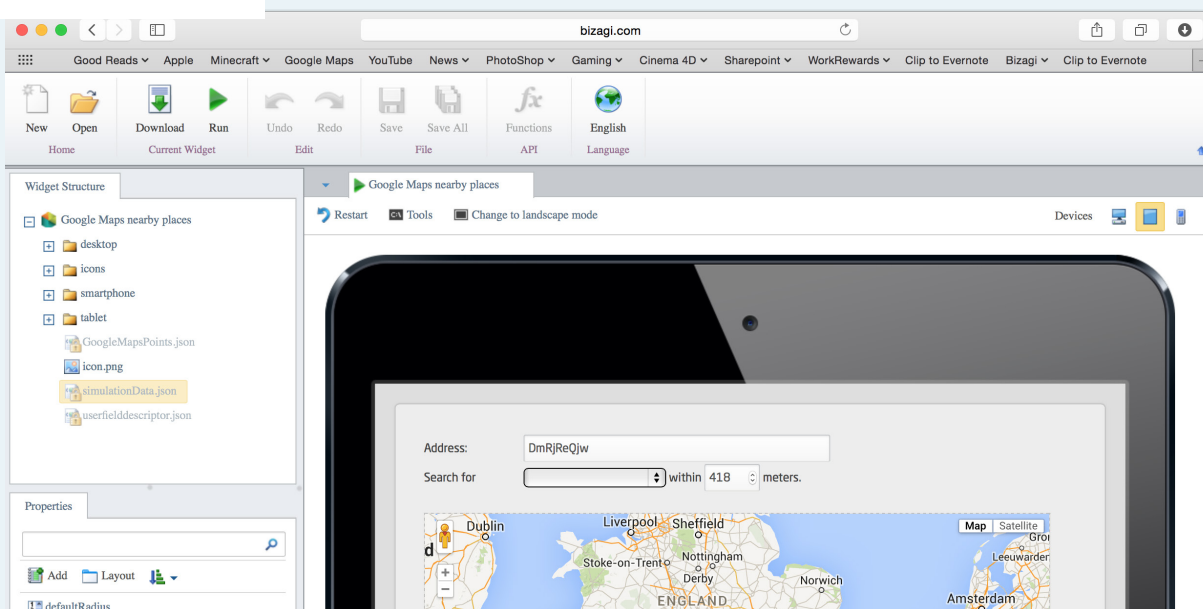 bizagi.com
Good Reads Apple Minecraft Google Maps YouTube News PhotoShop Gaming Cinema 4D Sharepoint WorkRewards Clip to Evernote Bizagi Clip to Evernote
New Open Download Run Undo Redo Save Save All Functions English
Home Current Widget Edit File API Language
Widget Structure
Google Maps nearby places
desktop
icons
smartphone
tablet
GoogleMapsPoints.json
icon.png
simulationData.json
userfielddescriptor.json
Properties
Add Layout
defaultRadius
Google Maps nearby places
Restart Tools Change to landscape mode Devices
Address: DmRjReQjw
Search for within 418 meters.
Map Satellite
Dublin Liverpool Sheffield
Leeuwarden
Stoke-on-Trent Nottingham
Derby Norwich
ENGLAND Amsterdam